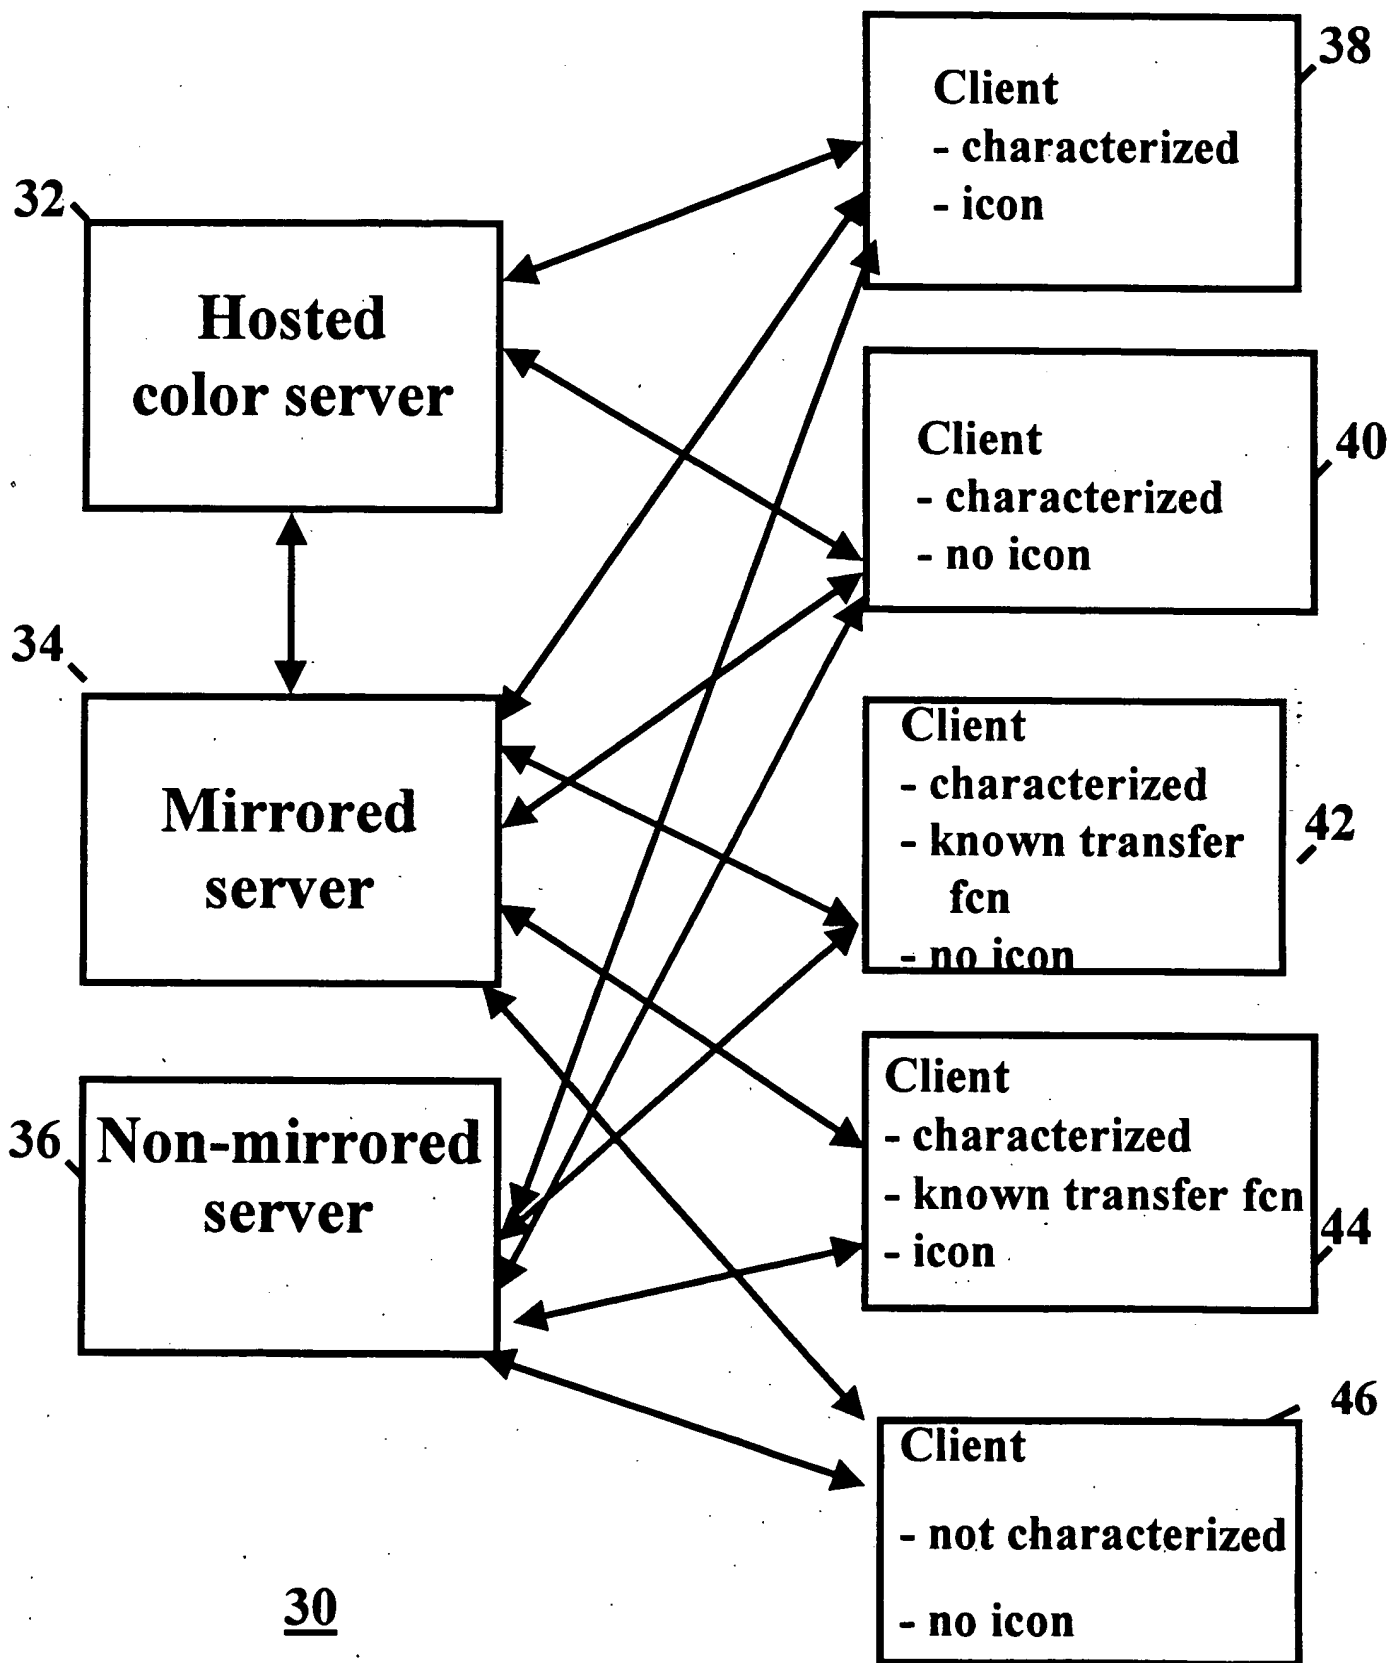 32
Hosted
color server
34
Mirrored
server
36
Non-mirrored
server
38
Client
- characterized
- icon
40
Client
- characterized
- no icon
42
Client
- characterized
- known transfer
fcn
- no icon
44
Client
- characterized
- known transfer fcn
- icon
46
Client
- not characterized
- no icon
30